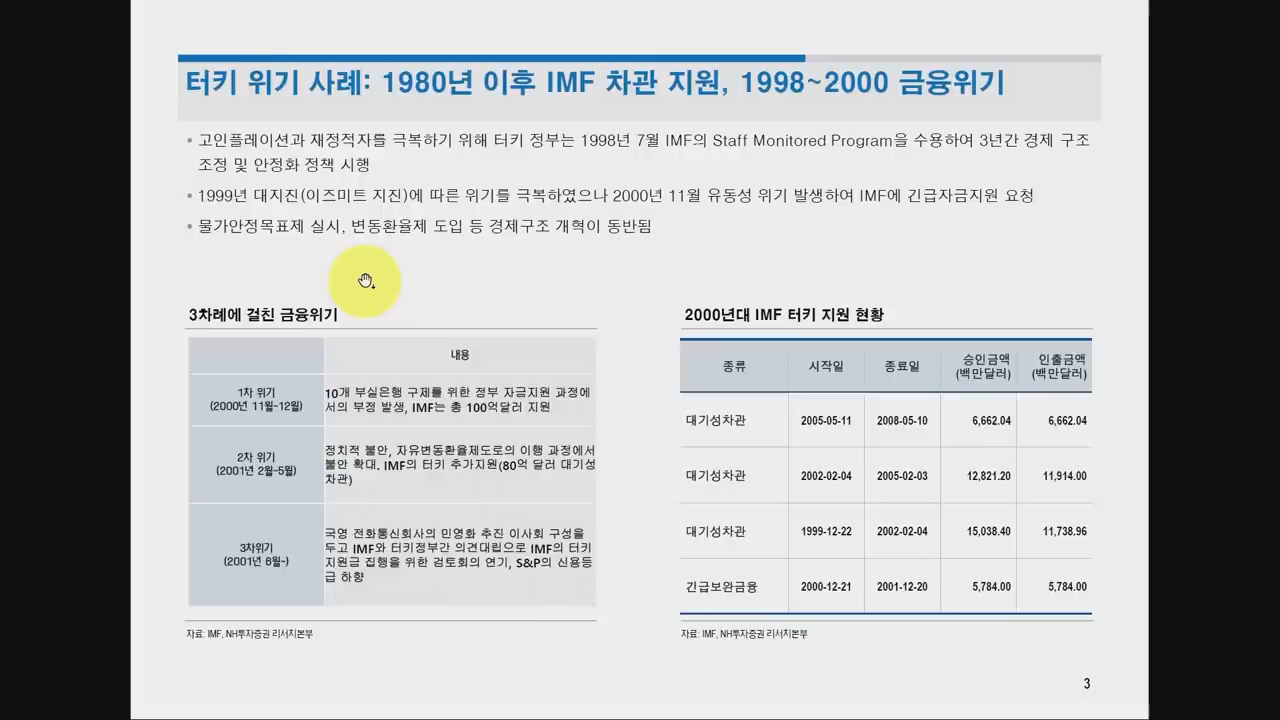 터키 위기 사례: 1980년 이후 IMF 차관 지원, 1998~2000 금융위기
• 고인플레이션과 재정적자를 극복하기 위해 터키 정부는 1998년 7월 IMF의 Staff Monitored Program을 수용하여 3년간 경제 구조
조정 및 안정화 정책 시행
• 1999년 대지진(이즈미트 지진)에 따른 위기를 극복하였으나 2000년 11월 유동성 위기 발생하여 IMF에 긴급자금지원 요청
• 물가안정목표제 실시, 변동환율제 도입 등 경제구조 개혁이 동반됨
3차례에 걸친 금융위기
내용
1차 위기
(2000년 11월~12월)
10개 부실은행 구제를 위한 정부 자금지원 과정에
서의 부정 발생, IMF는 총 100억달러 지원
2차 위기
(2001년 2월~5월)
정치적 불안, 자유변동환율제도로의 이행 과정에서
불안 확대. IMF의 터키 추가지원(80억 달러 대기성
차관)
3차위기
(2001년 6월~)
국영 전화통신회사의 민영화 추진 이사회 구성을
두고 IMF와 터키정부간 의견대립으로 IMF의 터키
지원금 집행을 위한 검토회의 연기, S&P의 신용등
급 하향
자료: IMF, NH투자증권 리서치본부
2000년대 IMF 터키 지원 현황
종류 시작일 종료일 승인금액 인출금액
(백만달러) (백만달러)
대기성차관 2005-05-11 2008-05-10 6,662.04 6,662.04
대기성차관 2002-02-04 2005-02-03 12,821.20 11,914.00
대기성차관 1999-12-22 2002-02-04 15,038.40 11,738.96
긴급보완금융 2000-12-21 2001-12-20 5,784.00 5,784.00
자료: IMF, NH투자증권 리서치본부
3